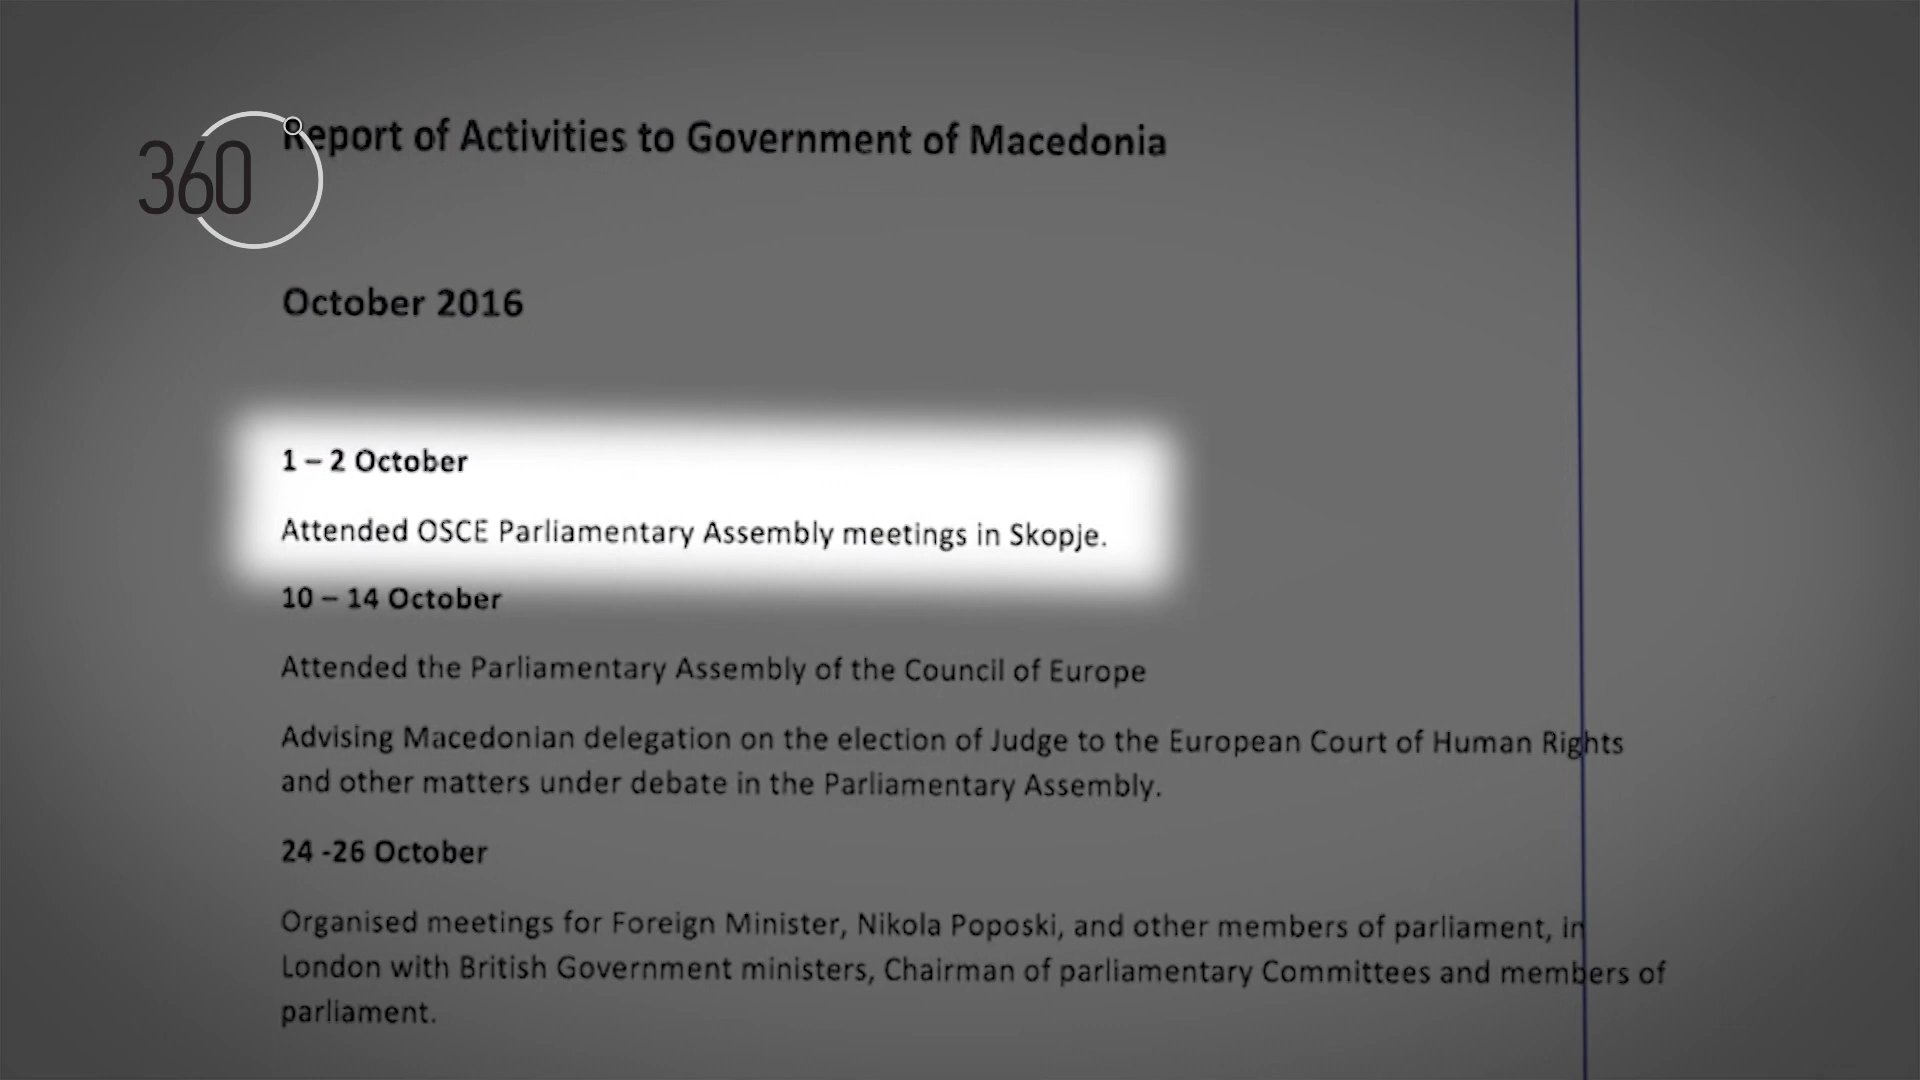 360
Report of Activities to Government of Macedonia
October 2016
1 – 2 October
Attended OSCE Parliamentary Assembly meetings in Skopje.
10 – 14 October
Attended the Parliamentary Assembly of the Council of Europe
Advising Macedonian delegation on the election of Judge to the European Court of Human Rights
and other matters under debate in the Parliamentary Assembly.
24 -26 October
Organised meetings for Foreign Minister, Nikola Poposki, and other members of parliament, in
London with British Government ministers, Chairman of parliamentary Committees and members of
parliament.